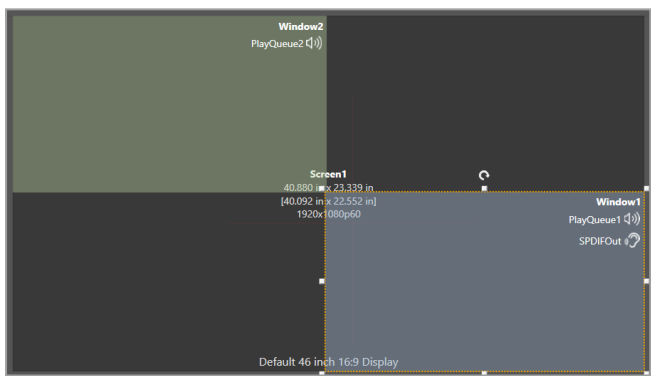 Window2
PlayQueue2
Screen1
40.880 in x 23.339 in
[40.092 in x 22.552 in]
1920x1080p60
Window1
PlayQueue1
SPDIFOut
Default 46 inch 16:9 Display